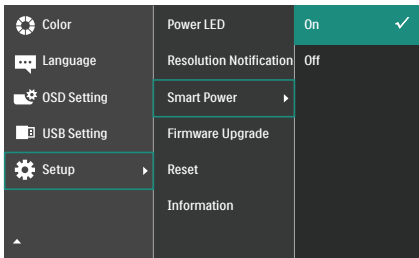 Color
Language
OSD Setting
USB Setting
Setup
Power LED
Resolution Notification
Smart Power
Firmware Upgrade
Reset
Information
On
Off